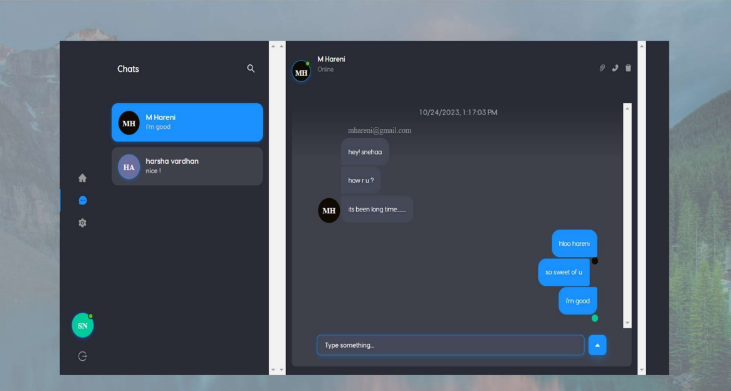 Chats
MH
M Hareni
I'm good
HA
harsha vardhan
nice !
SN
MH
M Hareni
Online
10/24/2023, 1:17:03 PM
mhareni@gmail.com
hey! snehaa
how r u ?
MH
its been long time......
hloo hareni
so sweet of u
i'm good
Type something...